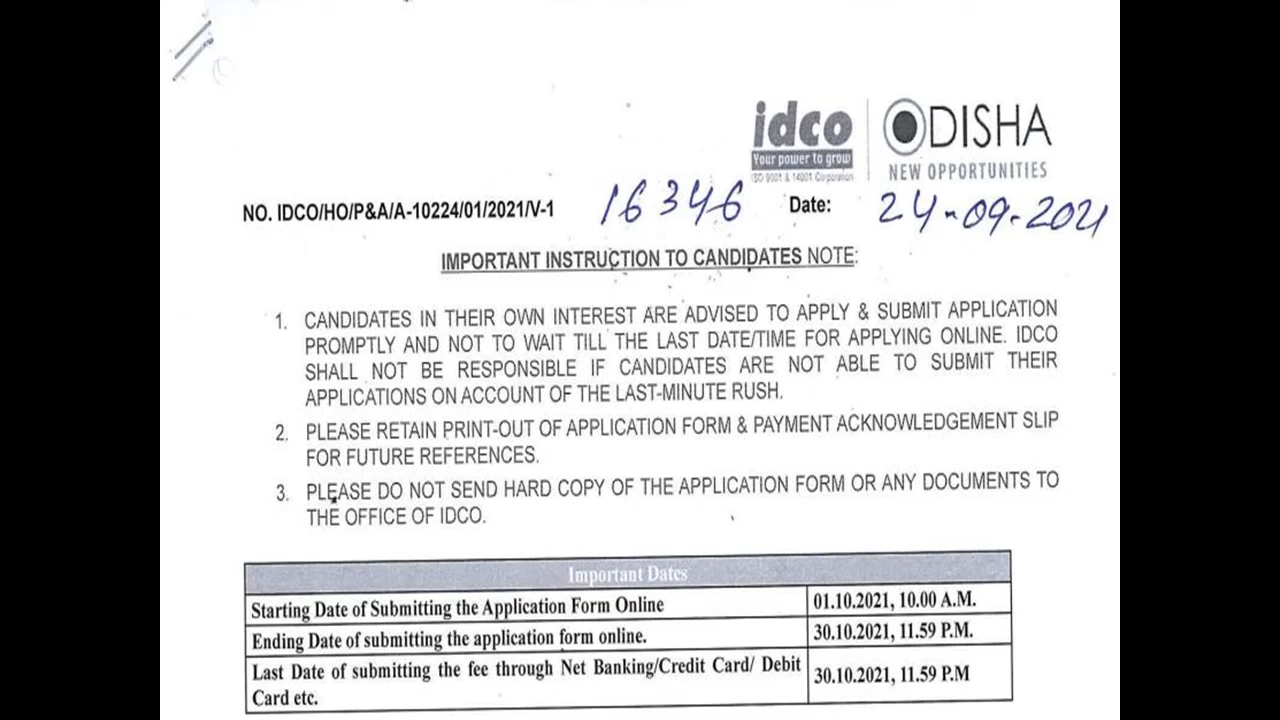 idco
Your power to grow
ISO 9001 & 14001 Corporation
ODISHA
NEW OPPORTUNITIES
NO. IDCO/HO/P&A/A-10224/01/2021/V-1 16346 Date: 24-09-2021
IMPORTANT INSTRUCTION TO CANDIDATES NOTE:
1. CANDIDATES IN THEIR OWN INTEREST ARE ADVISED TO APPLY & SUBMIT APPLICATION
PROMPTLY AND NOT TO WAIT TILL THE LAST DATE/TIME FOR APPLYING ONLINE. IDCO
SHALL NOT BE RESPONSIBLE IF CANDIDATES ARE NOT ABLE TO SUBMIT THEIR
APPLICATIONS ON ACCOUNT OF THE LAST-MINUTE RUSH.
2. PLEASE RETAIN PRINT-OUT OF APPLICATION FORM & PAYMENT ACKNOWLEDGEMENT SLIP
FOR FUTURE REFERENCES.
3. PLEASE DO NOT SEND HARD COPY OF THE APPLICATION FORM OR ANY DOCUMENTS TO
THE OFFICE OF IDCO.
Important Dates
Starting Date of Submitting the Application Form Online 01.10.2021, 10.00 A.M.
Ending Date of submitting the application form online. 30.10.2021, 11.59 P.M.
Last Date of submitting the fee through Net Banking/Credit Card/ Debit 30.10.2021, 11.59 P.M
Card etc.